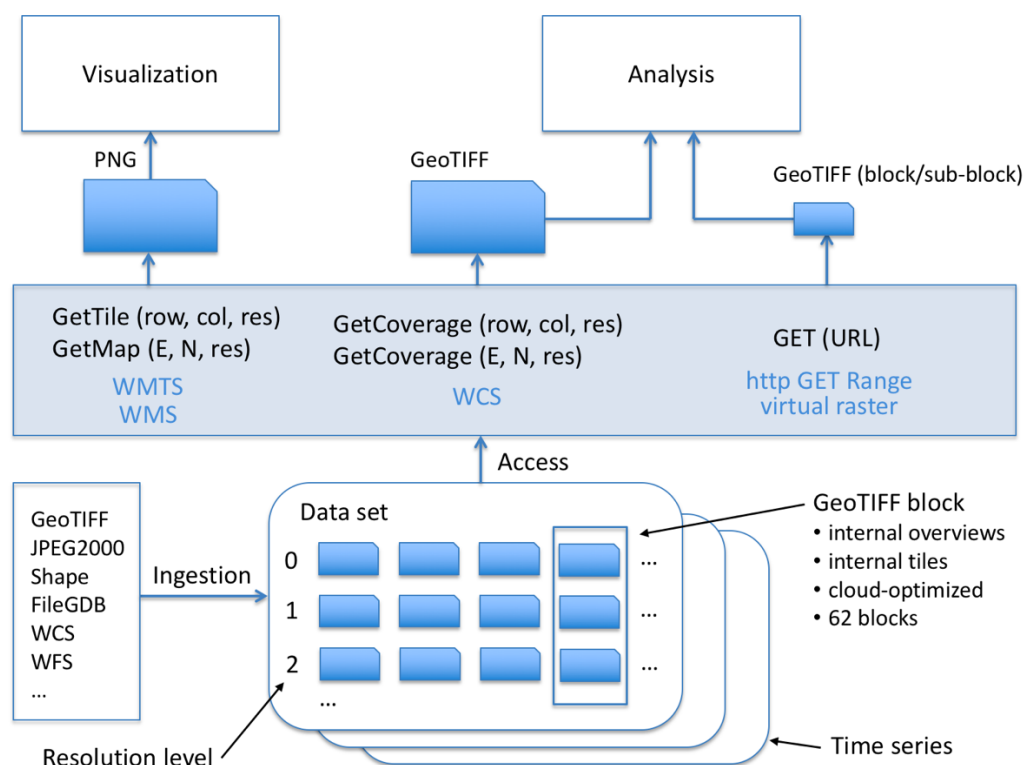 Visualization
Analysis
PNG
GeoTIFF
GeoTIFF (block/sub-block)
GetTile (row, col, res)
GetMap (E, N, res)
WMTS
WMS
GetCoverage (row, col, res)
GetCoverage (E, N, res)
WCS
GET (URL)
http GET Range
virtual raster
Access
GeoTIFF
JPEG2000
Shape
FileGDB
WCS
WFS
...
Ingestion
Data set
0
...
1
...
2
...
...
GeoTIFF block
• internal overviews
• internal tiles
• cloud-optimized
• 62 blocks
Resolution level
Time series